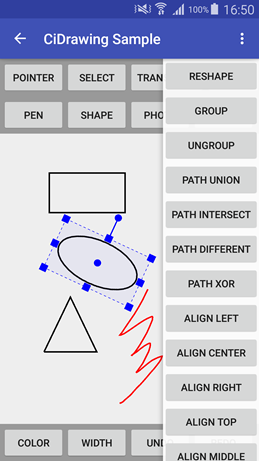 100% 16:50
CiDrawing Sample
POINTER SELECT TRAN
PEN SHAPE PHO
RESHAPE
GROUP
UNGROUP
PATH UNION
PATH INTERSECT
PATH DIFFERENT
PATH XOR
ALIGN LEFT
ALIGN CENTER
ALIGN RIGHT
ALIGN TOP
ALIGN MIDDLE
COLOR WIDTH UNDO